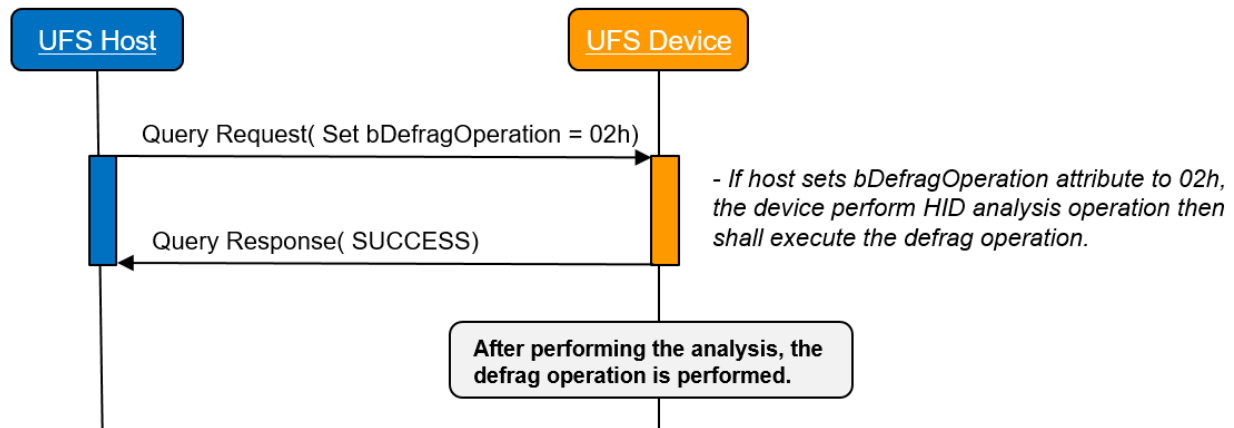 UFS Host
UFS Device
Query Request( Set bDefragOperation = 02h)
- If host sets bDefragOperation attribute to 02h,
the device perform HID analysis operation then
shall execute the defrag operation.
Query Response( SUCCESS)
After performing the analysis, the
defrag operation is performed.